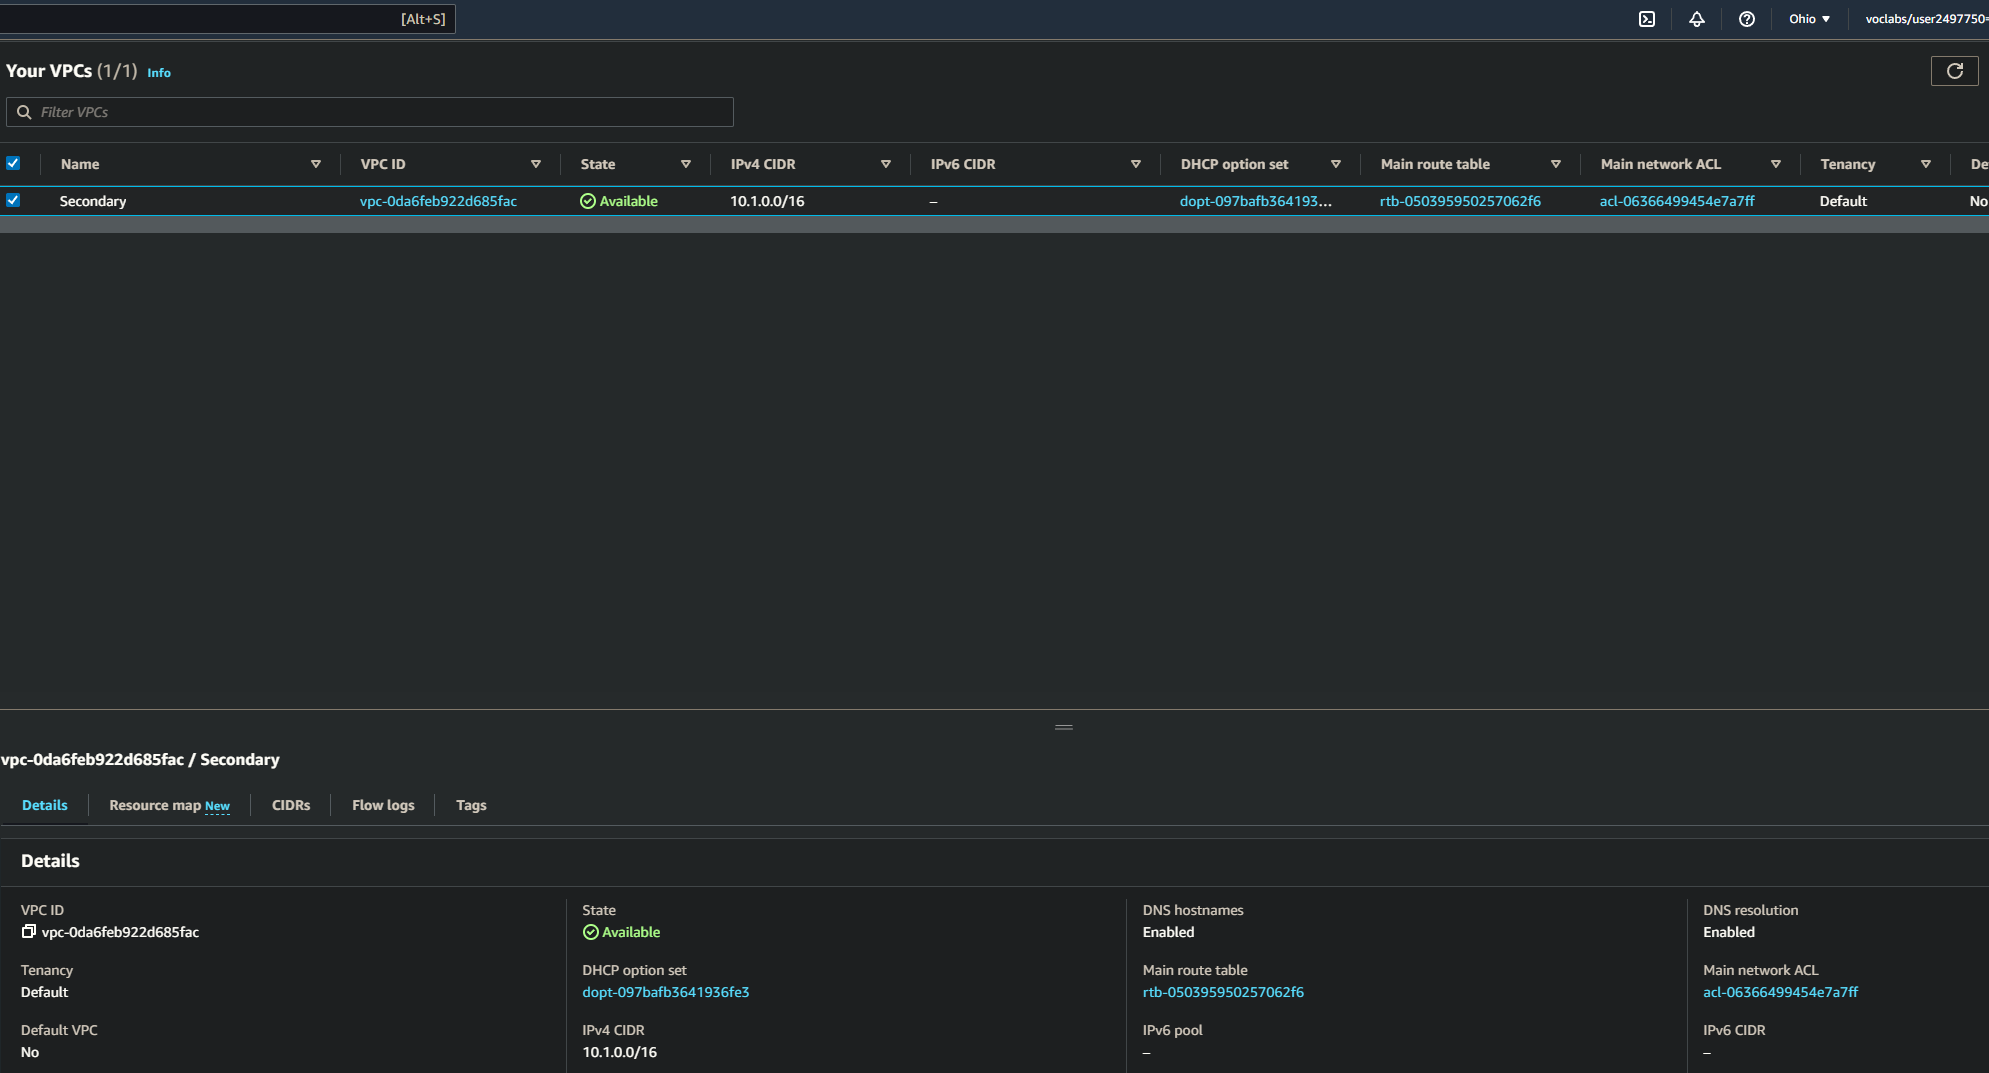 [Alt+S] Ohio voclabs/user2497750=
Your VPCs (1/1) Info
Filter VPCs
Name VPC ID State IPv4 CIDR IPv6 CIDR DHCP option set Main route table Main network ACL Tenancy De
Secondary vpc-0da6feb922d685fac Available 10.1.0.0/16 – dopt-097bafb364193... rtb-050395950257062f6 acl-06366499454e7a7ff Default No
vpc-0da6feb922d685fac / Secondary
Details Resource map New CIDRs Flow logs Tags
Details
VPC ID State DNS hostnames DNS resolution
vpc-0da6feb922d685fac Available Enabled Enabled
Tenancy DHCP option set Main route table Main network ACL
Default dopt-097bafb3641936fe3 rtb-050395950257062f6 acl-06366499454e7a7ff
Default VPC IPv4 CIDR IPv6 pool IPv6 CIDR
No 10.1.0.0/16 – –